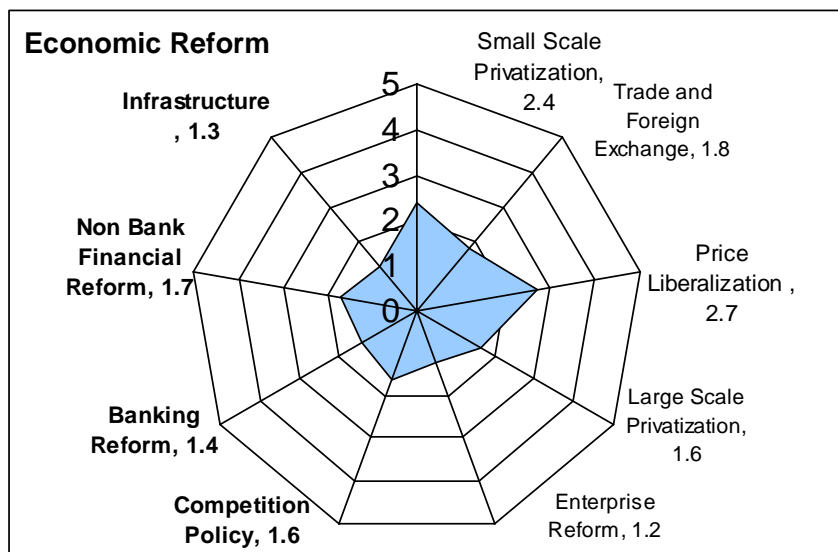 Economic Reform
Small Scale
Privatization,
2.4
Trade and
Foreign
Exchange, 1.8
Price
Liberalization ,
2.7
Large Scale
Privatization,
1.6
Enterprise
Reform, 1.2
Competition
Policy, 1.6
Banking
Reform, 1.4
Non Bank
Financial
Reform, 1.7
Infrastructure
, 1.3
5
4
3
2
1
0